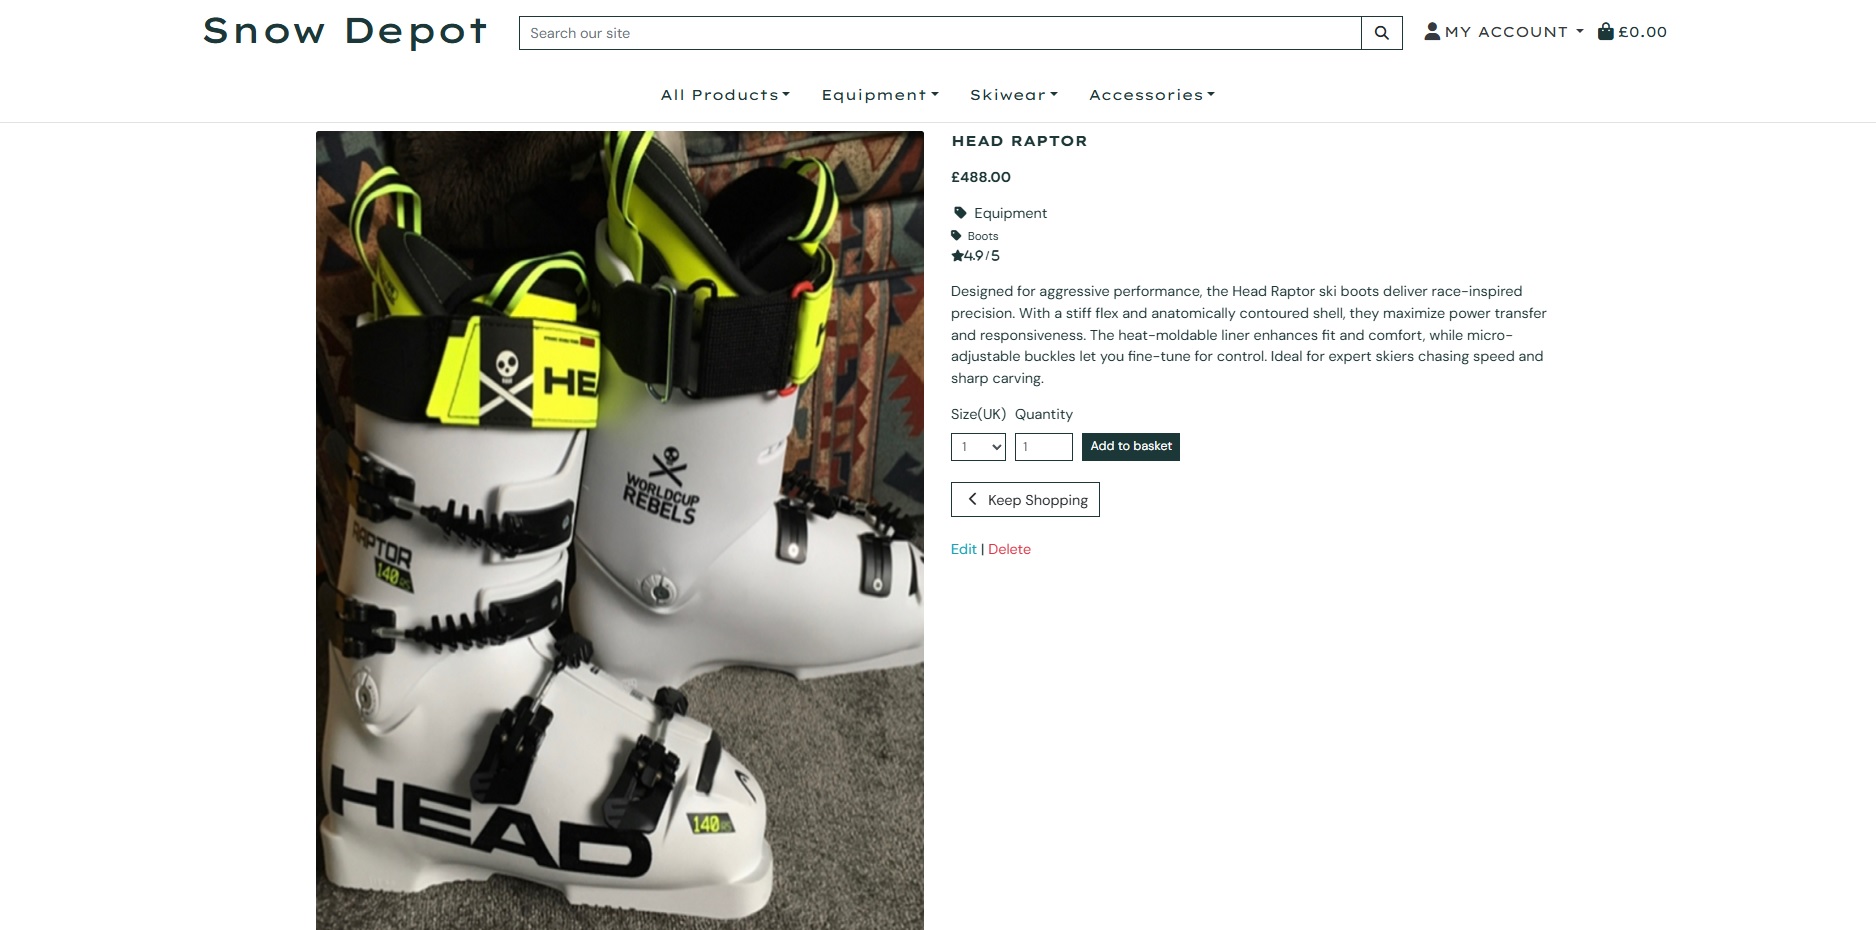 Snow Depot
Search our site
MY ACCOUNT
£0.00
All Products
Equipment
Skiwear
Accessories
HEAD RAPTOR
£488.00
Equipment
Boots
4.9 / 5
Designed for aggressive performance, the Head Raptor ski boots deliver race-inspired
precision. With a stiff flex and anatomically contoured shell, they maximize power transfer
and responsiveness. The heat-moldable liner enhances fit and comfort, while micro-
adjustable buckles let you fine-tune for control. Ideal for expert skiers chasing speed and
sharp carving.
Size(UK) Quantity
1
1
Add to basket
Keep Shopping
Edit | Delete
HEA
WORLDCUP
REBELS
RAPTOR
140
HEAD
140